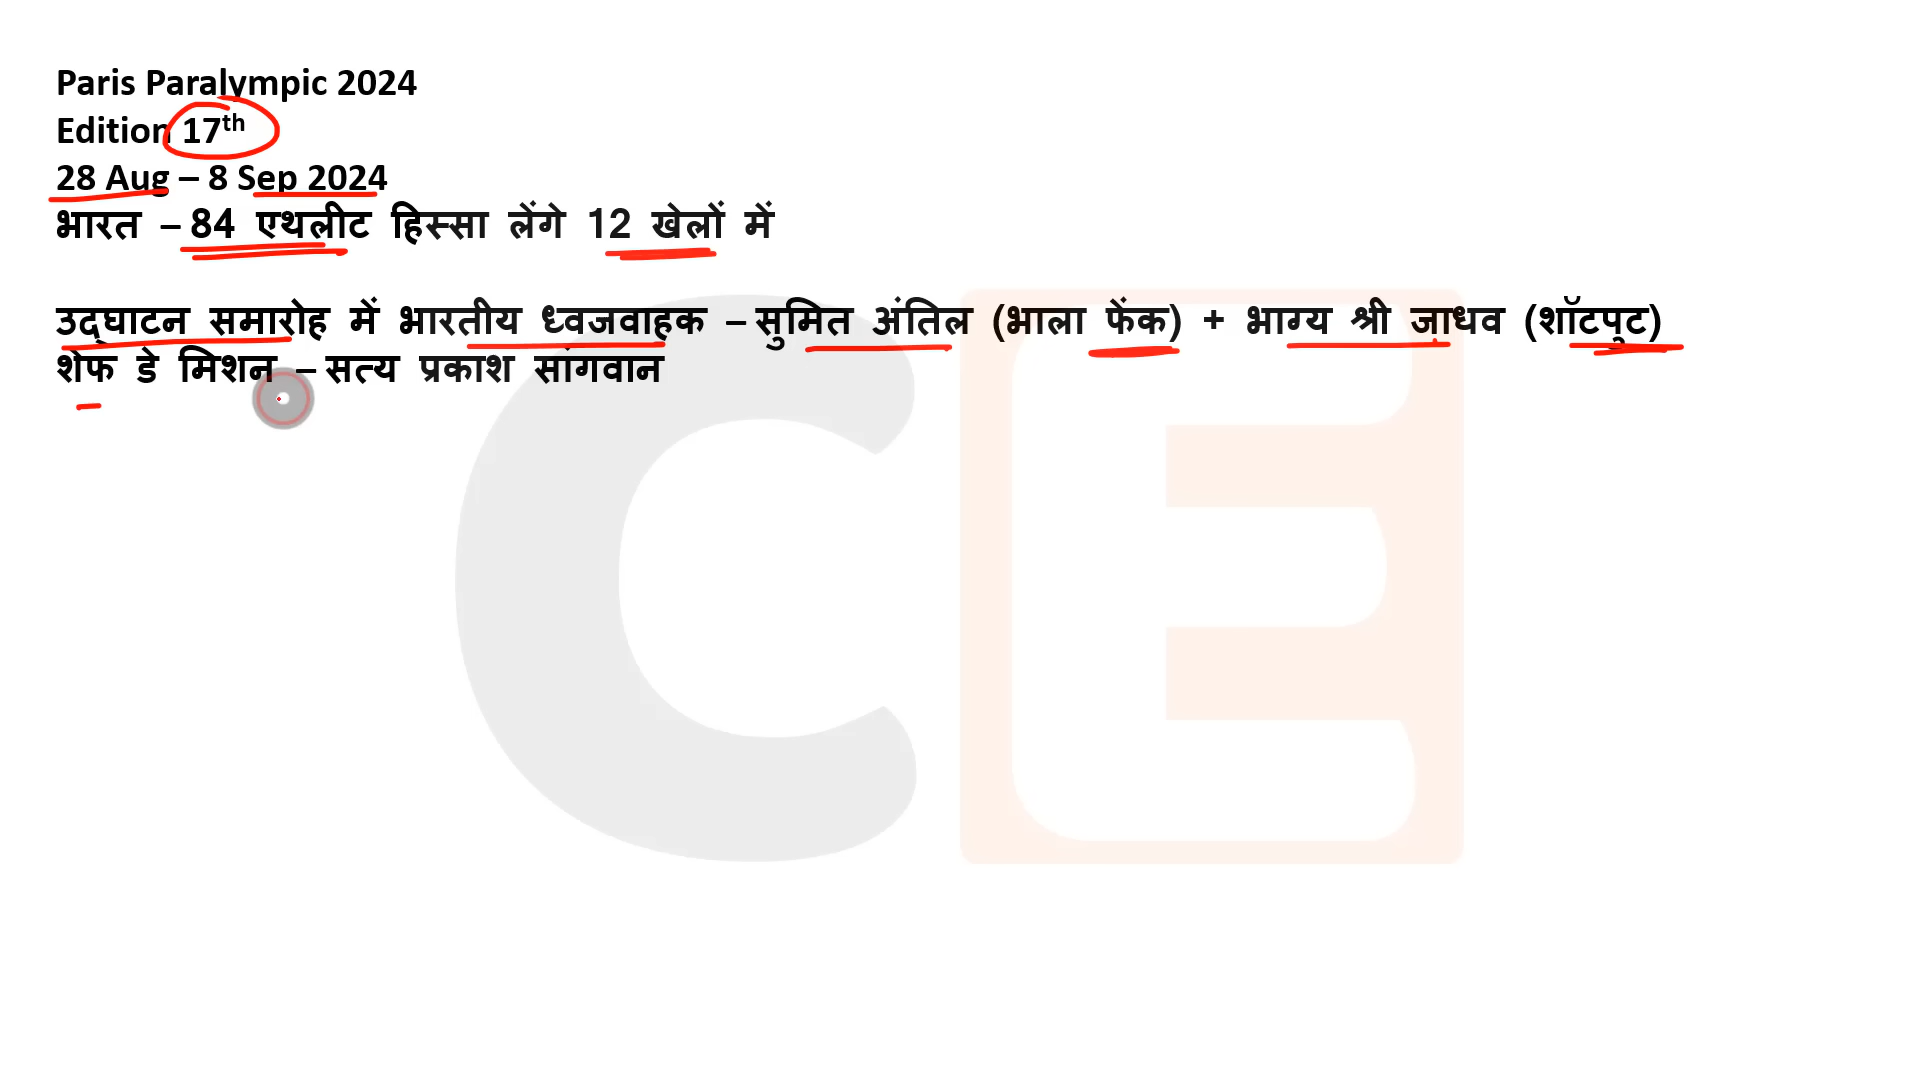 Paris Paralympic 2024
Edition 17th
28 Aug – 8 Sep 2024
भारत – 84 एथलीट हिस्सा लेंगे 12 खेलों में
उद्घाटन समारोह में भारतीय ध्वजवाहक – सुमित अंतिल (भाला फेंक) + भाग्य श्री जाधव (शॉटपुट)
शेफ डे मिशन – सत्य प्रकाश सांगवान
CE